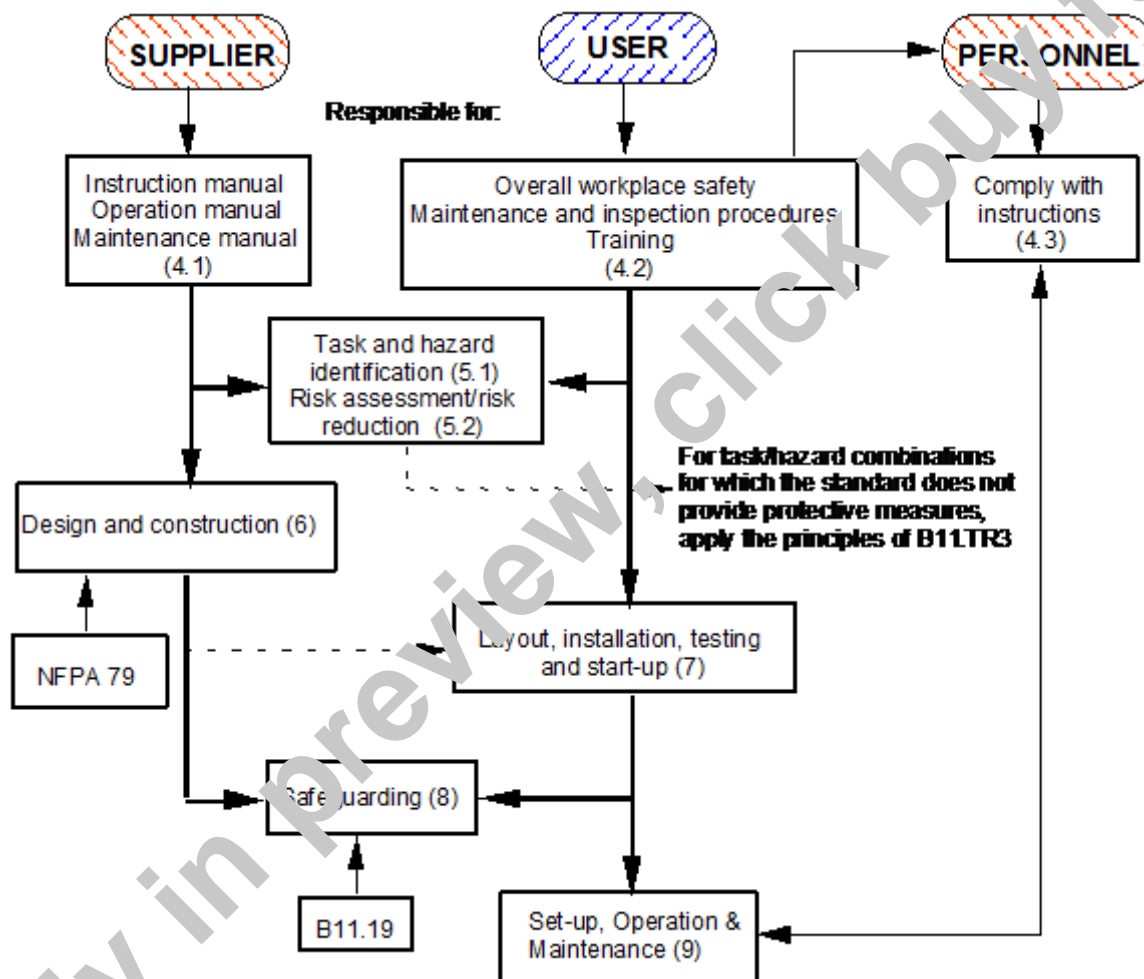 SUPPLIER
USER
PERSONNEL
Responsible for:
Instruction manual
Operation manual
Maintenance manual
(4.1)
Overall workplace safety
Maintenance and inspection procedures
Training
(4.2)
Comply with
instructions
(4.3)
Task and hazard
identification (5.1)
Risk assessment/risk
reduction (5.2)
For task/hazard combinations
for which the standard does not
provide protective measures,
apply the principles of B11.TR3
Design and construction (6)
NFPA 79
Layout, installation, testing
and start-up (7)
Safeguarding (8)
B11.19
Set-up, Operation &
Maintenance (9)
in preview, click buy